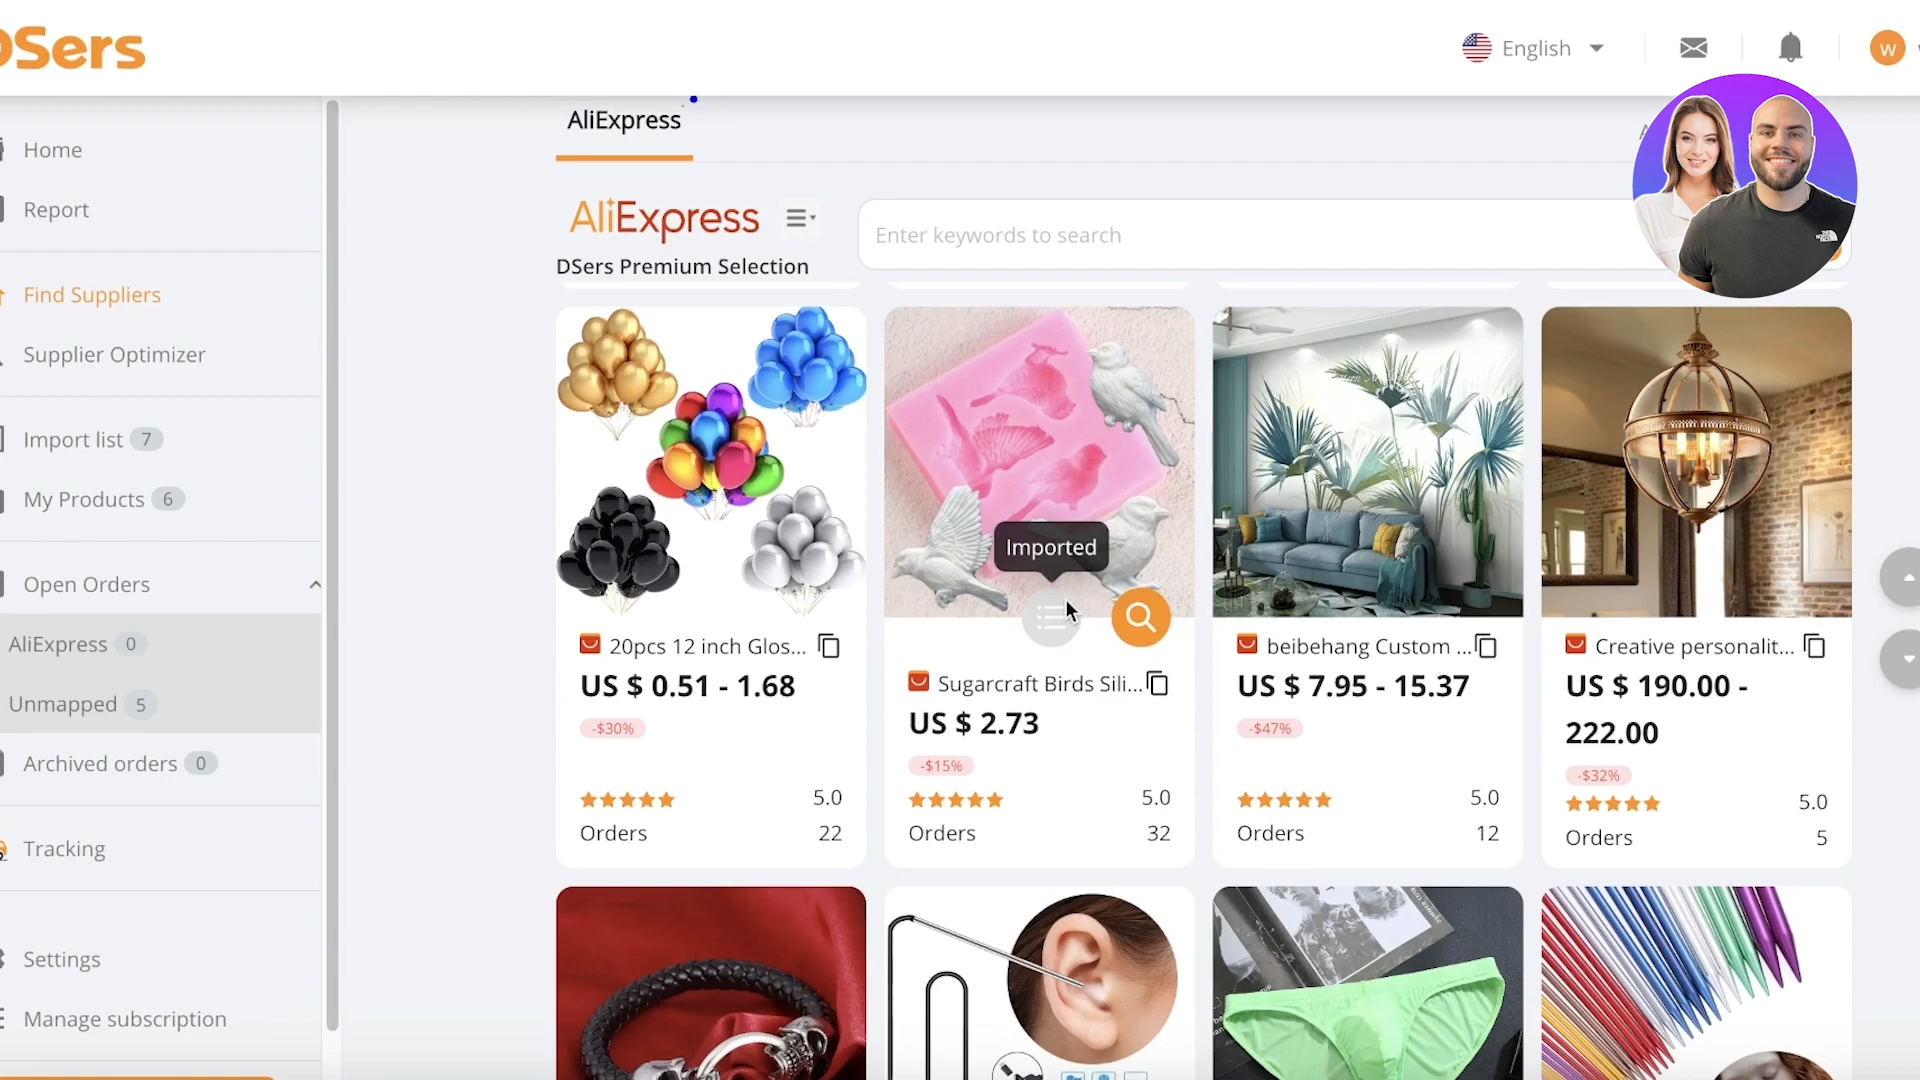 DSers
English
W
Home
Report
Find Suppliers
Supplier Optimizer
Import list 7
My Products 6
Open Orders
AliExpress 0
Unmapped 5
Archived orders 0
Tracking
Settings
Manage subscription
AliExpress
AliExpress
DSers Premium Selection
Enter keywords to search
THE
NORTH
FACE
Imported
20pcs 12 inch Glos...
US $ 0.51 - 1.68
-$30%
5.0
Orders 22
Sugarcraft Birds Sili...
US $ 2.73
-$15%
5.0
Orders 32
beibehang Custom ...
US $ 7.95 - 15.37
-$47%
5.0
Orders 12
Creative personalit...
US $ 190.00 -
222.00
-$32%
5.0
Orders 5